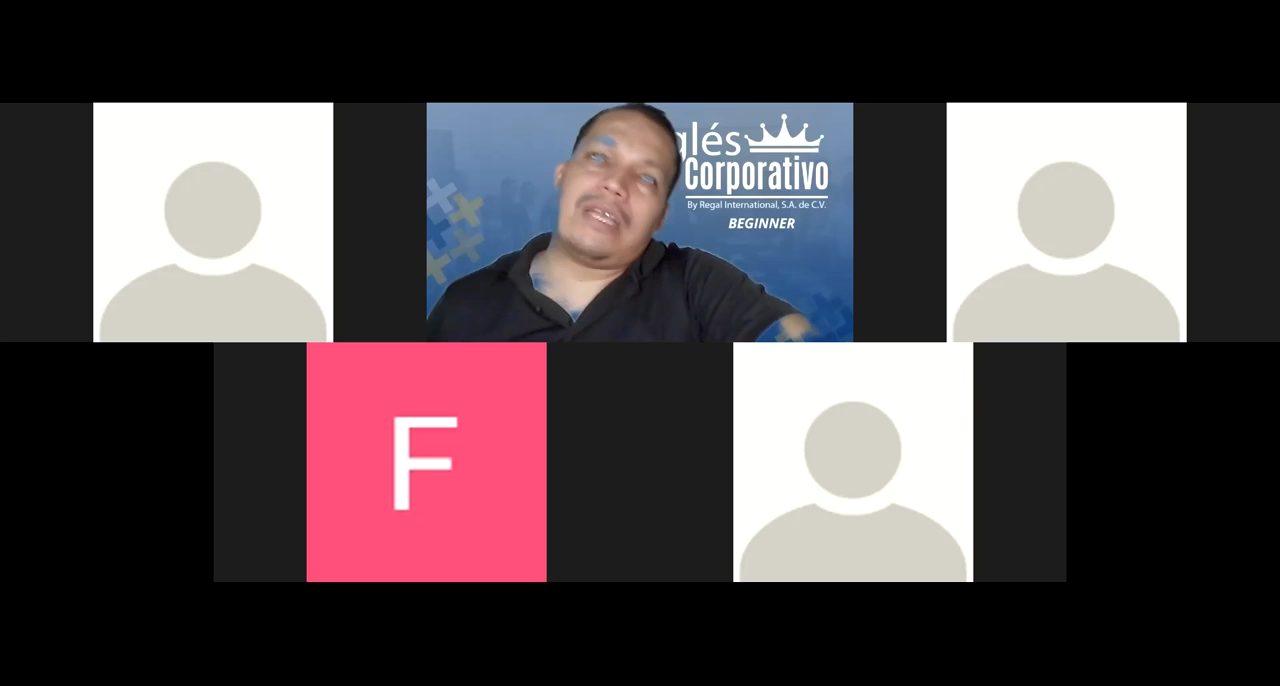 glés
Corporativo
By Regal International, S.A. de C.V.
BEGINNER
F